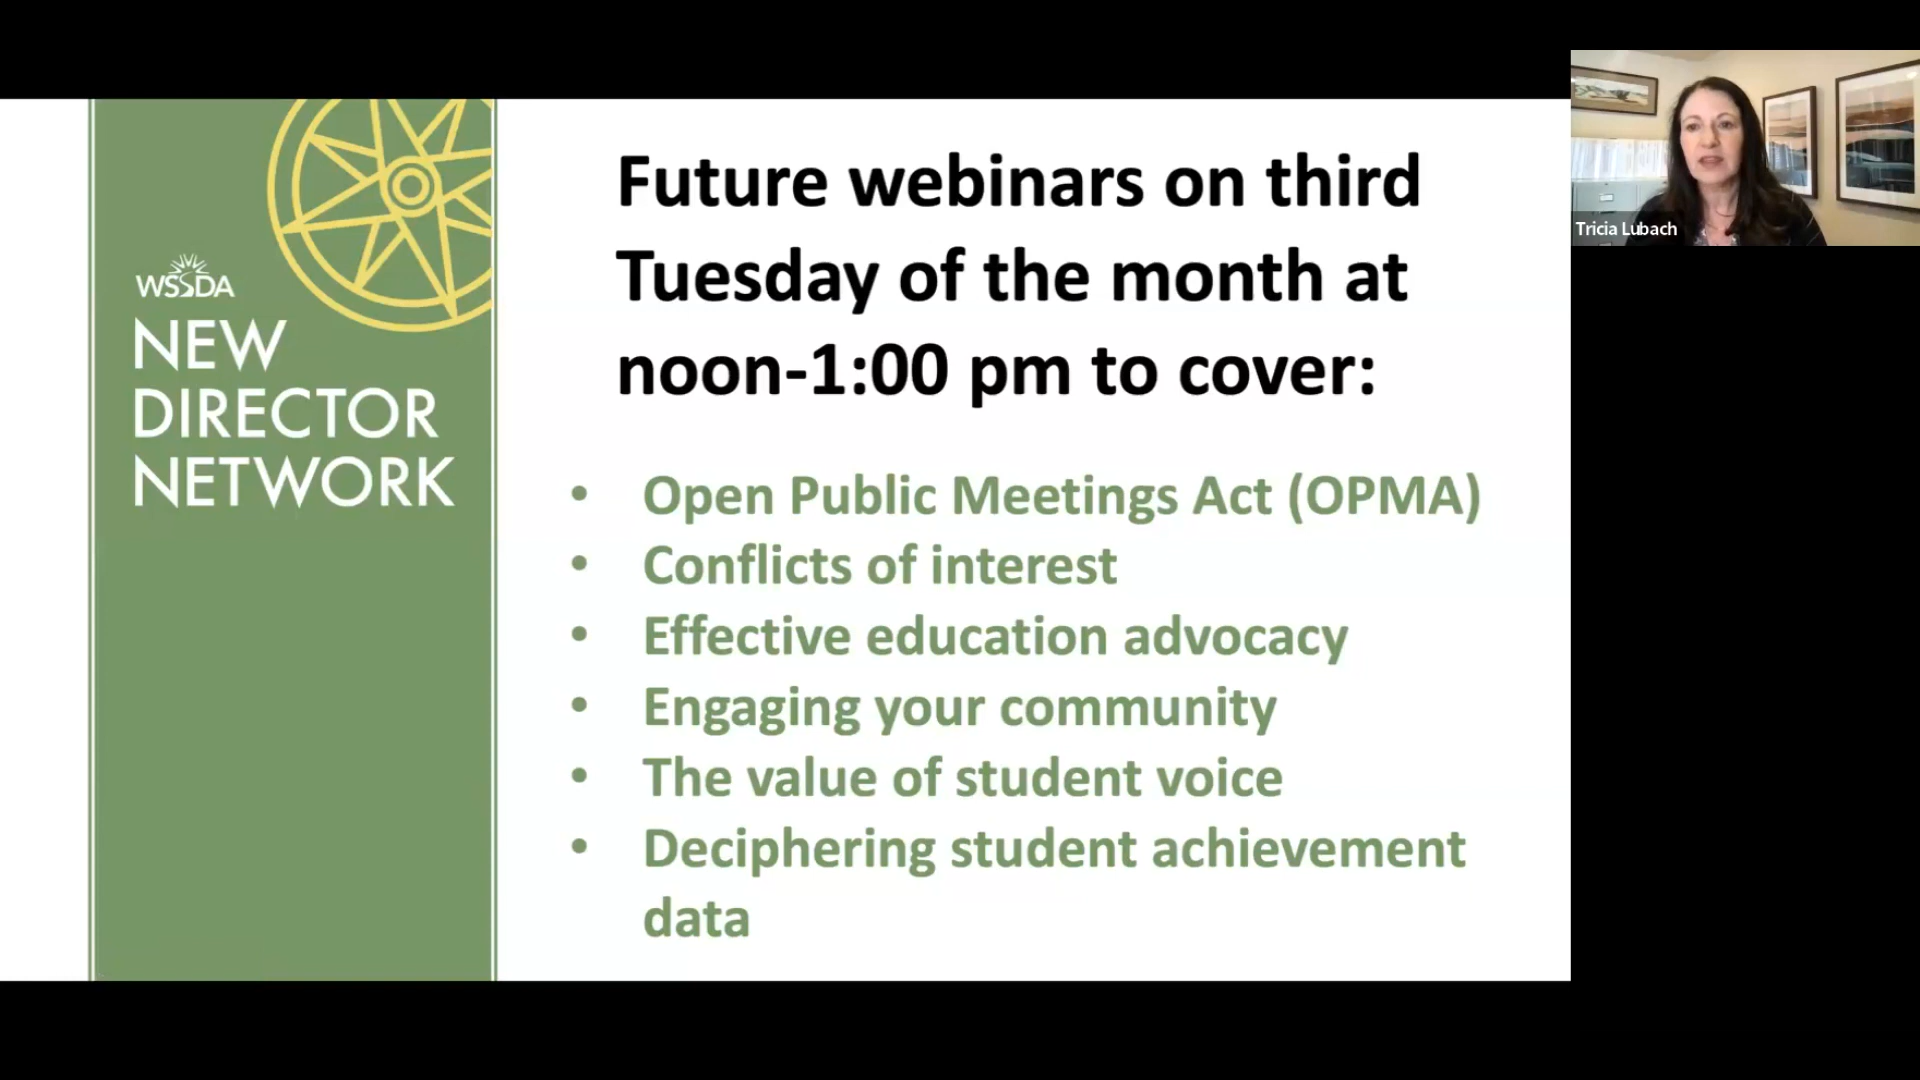 WSSDA
NEW
DIRECTOR
NETWORK
Future webinars on third
Tuesday of the month at
noon-1:00 pm to cover:
• Open Public Meetings Act (OPMA)
• Conflicts of interest
• Effective education advocacy
• Engaging your community
• The value of student voice
• Deciphering student achievement
data
Tricia Lubach